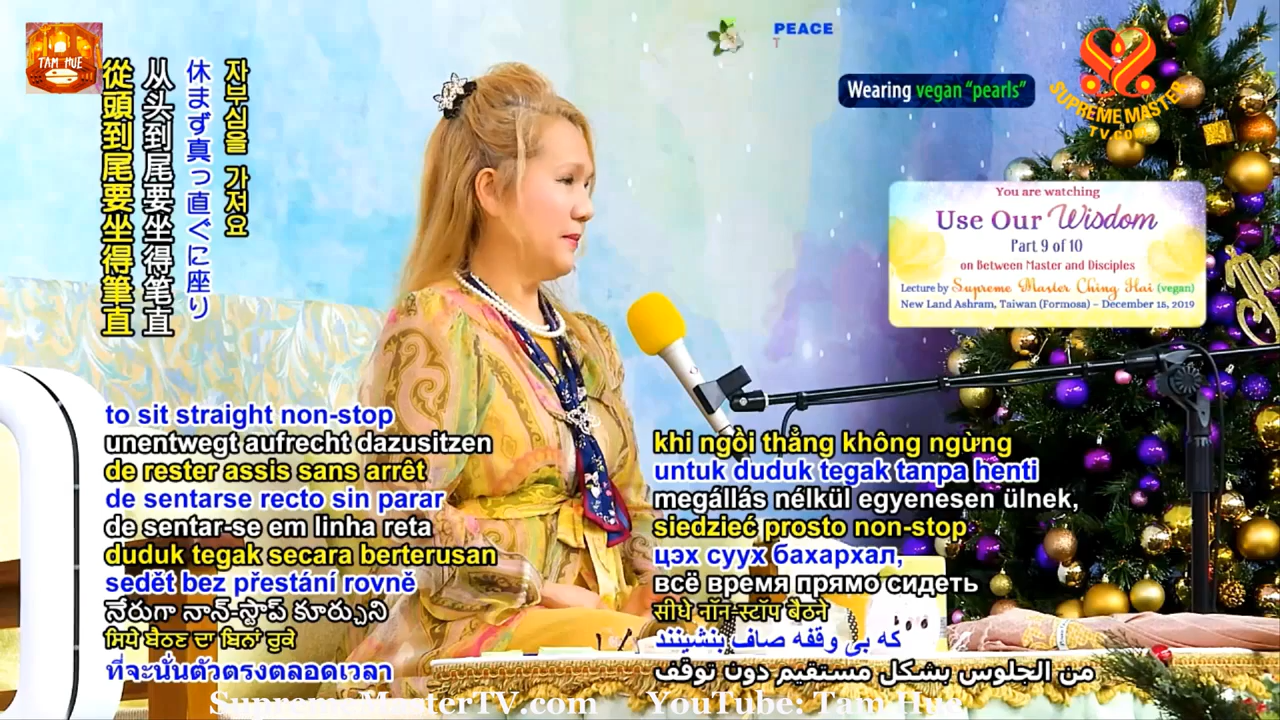 TAM HUE
PEACE
T
Wearing vegan “pearls”
SUPREME MASTER
TV.COM
You are watching
Use Our Wisdom
Part 9 of 10
on Between Master and Disciples
Lecture by Supreme Master Ching Hai (vegan)
New Land Ashram, Taiwan (Formosa) – December 15, 2019
從頭到尾要坐得筆直
从头到尾要坐得笔直
休まず真っ直ぐに座り
자부심을 가져요
to sit straight non-stop
unentwegt aufrecht dazusitzen
de rester assis sans arrêt
de sentarse recto sin parar
de sentar-se em linha reta
duduk tegak secara berterusan
sedět bez přestání rovně
నేరుగా నాన్-స్టాప్ కూర్చుని
ਸਿਧੇ ਬੈਠਣ ਦਾ ਬਿਨਾਂ ਰੁਕੇ
ที่จะนั่นตัวตรงตลอดเวลา
khi ngồi thẳng không ngừng
untuk duduk tegak tanpa henti
megállás nélkül egyenesen ülnek,
siedzieć prosto non-stop
цэх суух бахархал,
всё время прямо сидеть
सीधे नॉन-स्टॉप बैठने
که بی وقفه صاف بنشینند
من الجلوس بشكل مستقيم دون توقف
SupremeMasterTV.com YouTube: Tam Hue